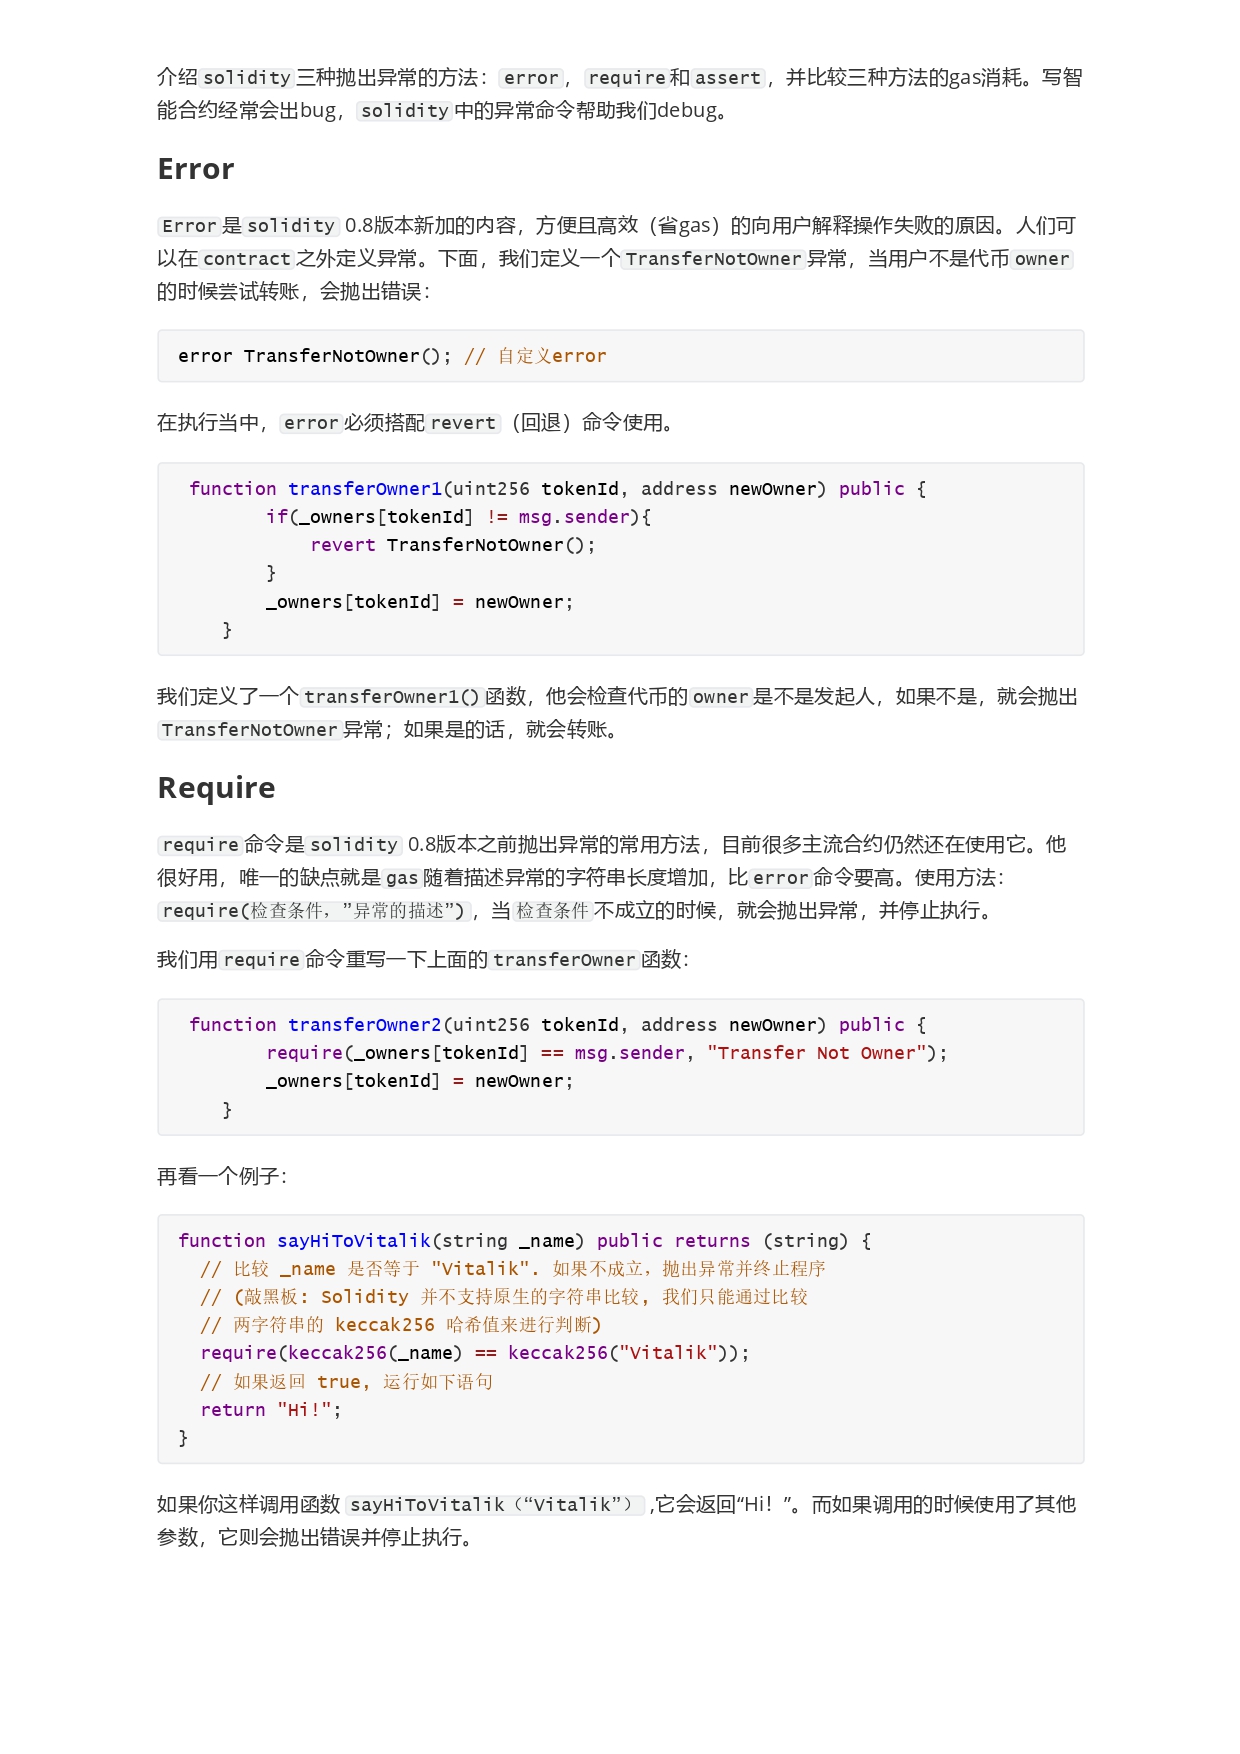 介绍solidity三种抛出异常的方法：error，require和assert，并比较三种方法的gas消耗。写智
能合约经常会出bug，solidity中的异常命令帮助我们debug。
Error
Error是solidity 0.8版本新加的内容，方便且高效（省gas）的向用户解释操作失败的原因。人们可
以在contract之外定义异常。下面，我们定义一个TransferNotOwner异常，当用户不是代币owner
的时候尝试转账，会抛出错误：
error TransferNotOwner(); // 自定义error
在执行当中，error必须搭配revert（回退）命令使用。
function transferOwner1(uint256 tokenId, address newOwner) public {
if(_owners[tokenId] != msg.sender){
revert TransferNotOwner();
}
_owners[tokenId] = newOwner;
}
我们定义了一个transferOwner1()函数，他会检查代币的owner是不是发起人，如果不是，就会抛出
TransferNotOwner异常；如果是的话，就会转账。
Require
require命令是solidity 0.8版本之前抛出异常的常用方法，目前很多主流合约仍然还在使用它。他
很好用，唯一的缺点就是gas随着描述异常的字符串长度增加，比error命令要高。使用方法：
require(检查条件，”异常的描述”)，当检查条件不成立的时候，就会抛出异常，并停止执行。
我们用require命令重写一下上面的transferOwner函数：
function transferOwner2(uint256 tokenId, address newOwner) public {
require(_owners[tokenId] == msg.sender, "Transfer Not Owner");
_owners[tokenId] = newOwner;
}
再看一个例子：
function sayHiToVitalik(string _name) public returns (string) {
// 比较 _name 是否等于 "Vitalik". 如果不成立，抛出异常并终止程序
// (敲黑板: Solidity 并不支持原生的字符串比较, 我们只能通过比较
// 两字符串的 keccak256 哈希值来进行判断)
require(keccak256(_name) == keccak256("Vitalik"));
// 如果返回 true, 运行如下语句
return "Hi!";
}
如果你这样调用函数 sayHiToVitalik（“Vitalik”） ,它会返回“Hi！”。而如果调用的时候使用了其他
参数，它则会抛出错误并停止执行。